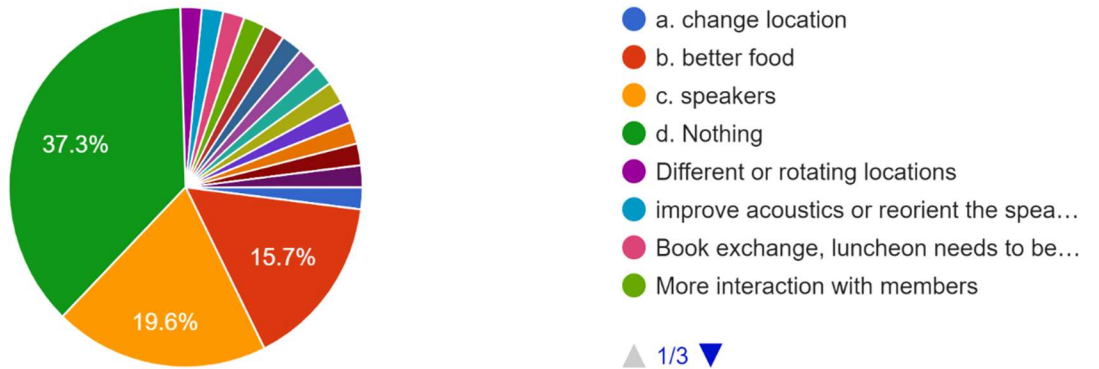 37.3%
15.7%
19.6%
a. change location
b. better food
c. speakers
d. Nothing
Different or rotating locations
improve acoustics or reorient the spea…
Book exchange, luncheon needs to be…
More interaction with members
1/3